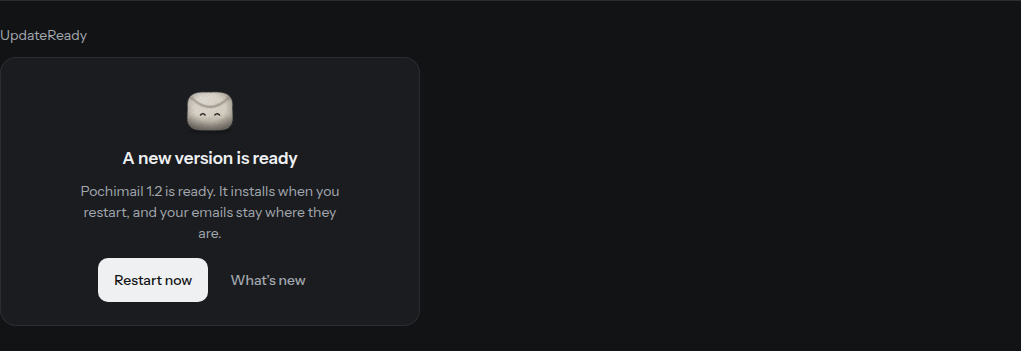 UpdateReady
A new version is ready
Pochimail 1.2 is ready. It installs when you
restart, and your emails stay where they
are.
Restart now
What's new